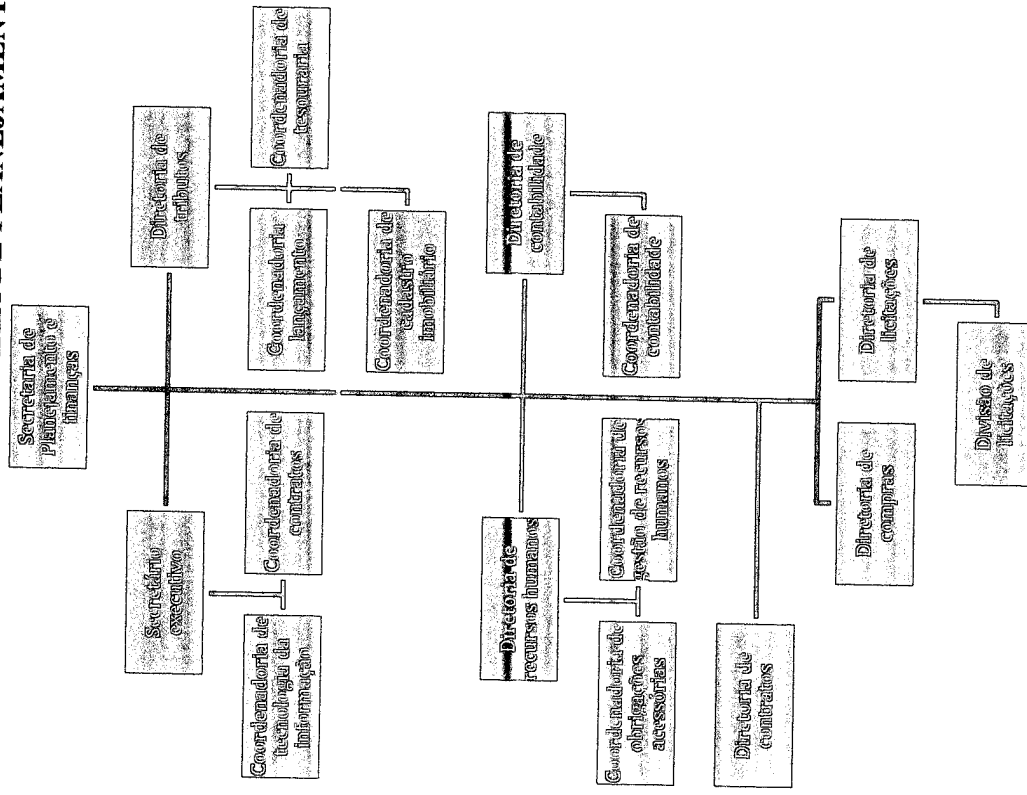 Secretaria de
Planejamento e
finanças
Secretário
executivo
Diretoria de
tributos
Coordenadoria de
tecnologia da
informação
Coordenadoria de
contratos
Coordenadoria
lançamento
Coordenadoria de
tesouraria
Coordenadoria de
cadastro
imobiliário
Diretoria de
recursos humanos
Diretoria de
contabilidade
Coordenadoria de
obrigações
acessórias
Coordenadoria de
gestão de recursos
humanos
Coordenadoria de
contabilidade
Diretoria de
contratos
Diretoria de
compras
Diretoria de
licitações
Divisão de
licitações